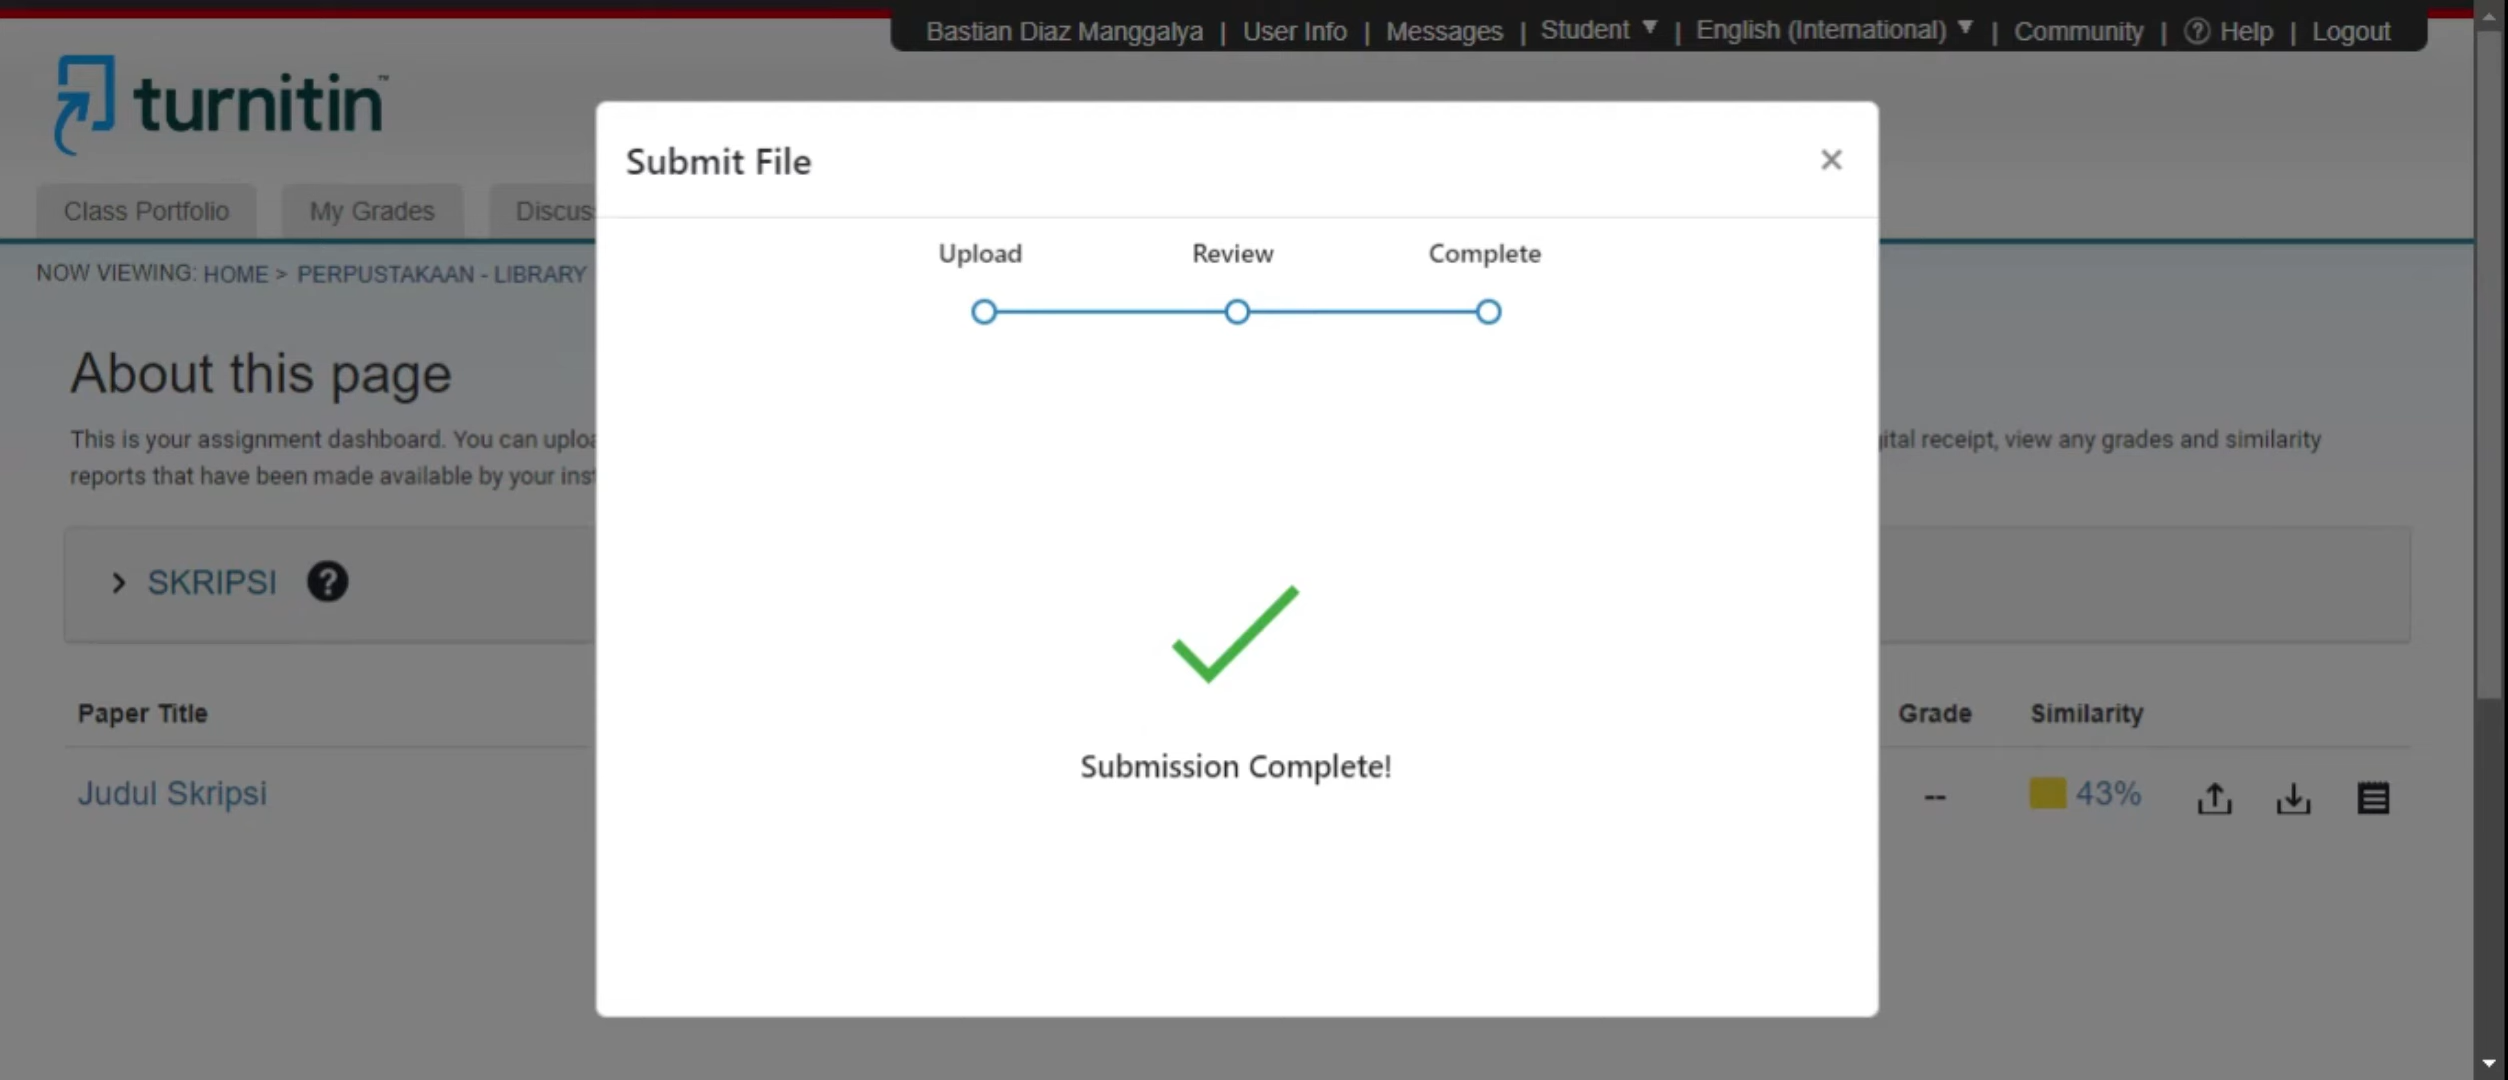 Bastian Diaz Manggalya | User Info | Messages | Student ▼ | English (International) ▼ | Community | ? Help | Logout
turnitin™
Submit File ×
Class Portfolio My Grades Discus
Upload Review Complete
NOW VIEWING: HOME > PERPUSTAKAAN - LIBRARY
About this page
This is your assignment dashboard. You can uploa
gital receipt, view any grades and similarity
reports that have been made available by your inst
> SKRIPSI ?
Paper Title Grade Similarity
Judul Skripsi -- 43%
Submission Complete!